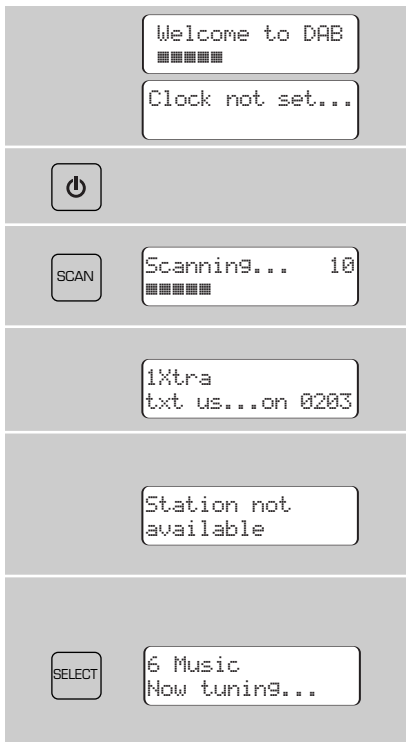 Welcome to DAB
Clock not set...
SCAN
Scanning... 10
1Xtra
txt us...on 0203
Station not
available
SELECT
6 Music
Now tuning...